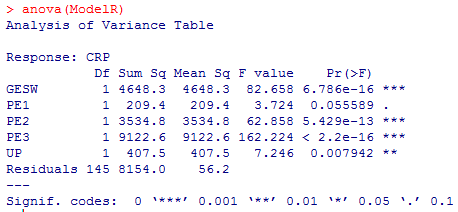 > anova(ModelR)
Analysis of Variance Table
Response: CRP
Df Sum Sq Mean Sq F value Pr(>F)
GESW 1 4648.3 4648.3 82.658 6.786e-16 ***
PE1 1 209.4 209.4 3.724 0.055589 .
PE2 1 3534.8 3534.8 62.858 5.429e-13 ***
PE3 1 9122.6 9122.6 162.224 < 2.2e-16 ***
UP 1 407.5 407.5 7.246 0.007942 **
Residuals 145 8154.0 56.2
---
Signif. codes: 0 ‘***’ 0.001 ‘**’ 0.01 ‘*’ 0.05 ‘.’ 0.1